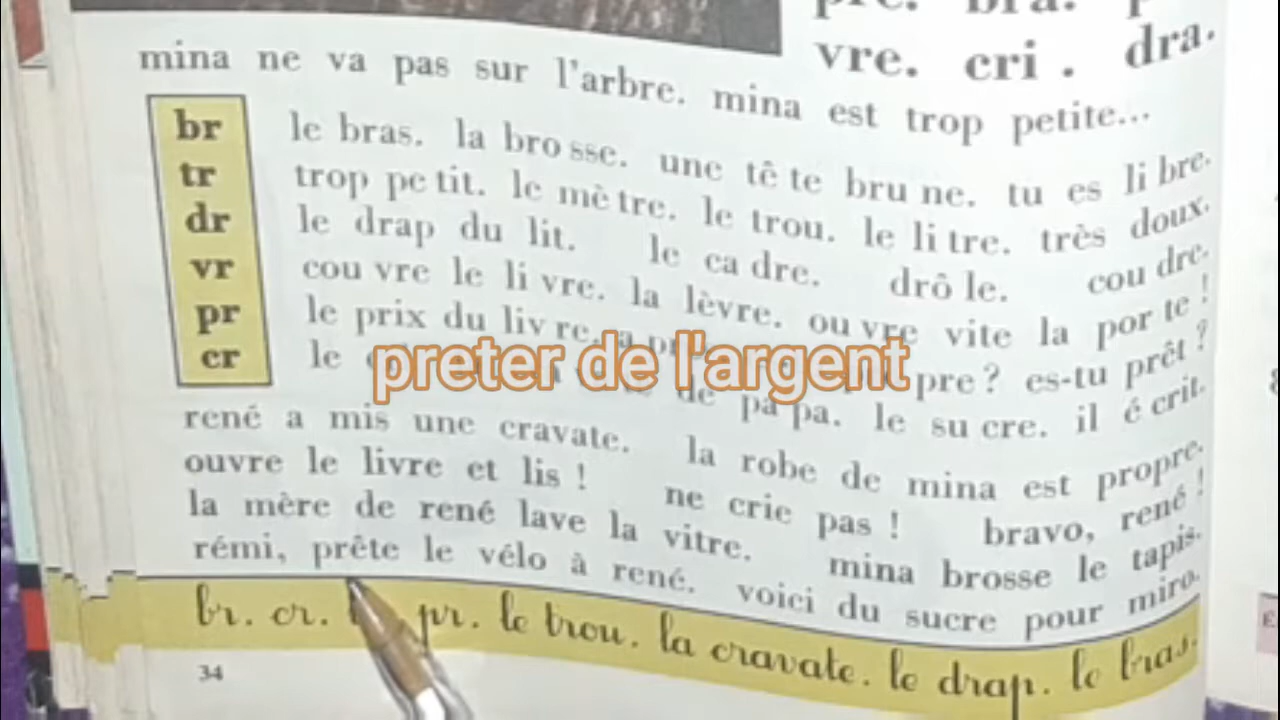 vre. cri . dra.
mina ne va pas sur l'arbre. mina est trop petite...
br le bras. la bro sse. une tê te bru ne. tu es li bre.
tr trop pe tit. le mè tre. le trou. le li tre. très doux.
dr le drap du lit. le ca dre. drô le. cou dre.
vr cou vre le li vre. la lèvre. ou vre vite la por te !
pr le prix du liv re. pre ? es-tu prêt ?
cr le de pa pa. le su cre. il é crit.
preter de l'argent
rené a mis une cravate. la robe de mina est propre.
ouvre le livre et lis ! ne crie pas ! bravo, rené !
la mère de rené lave la vitre. mina brosse le tapis.
rémi, prête le vélo à rené. voici du sucre pour miro.
br. cr. pr. le trou. la cravate. le drap. le bras.
34